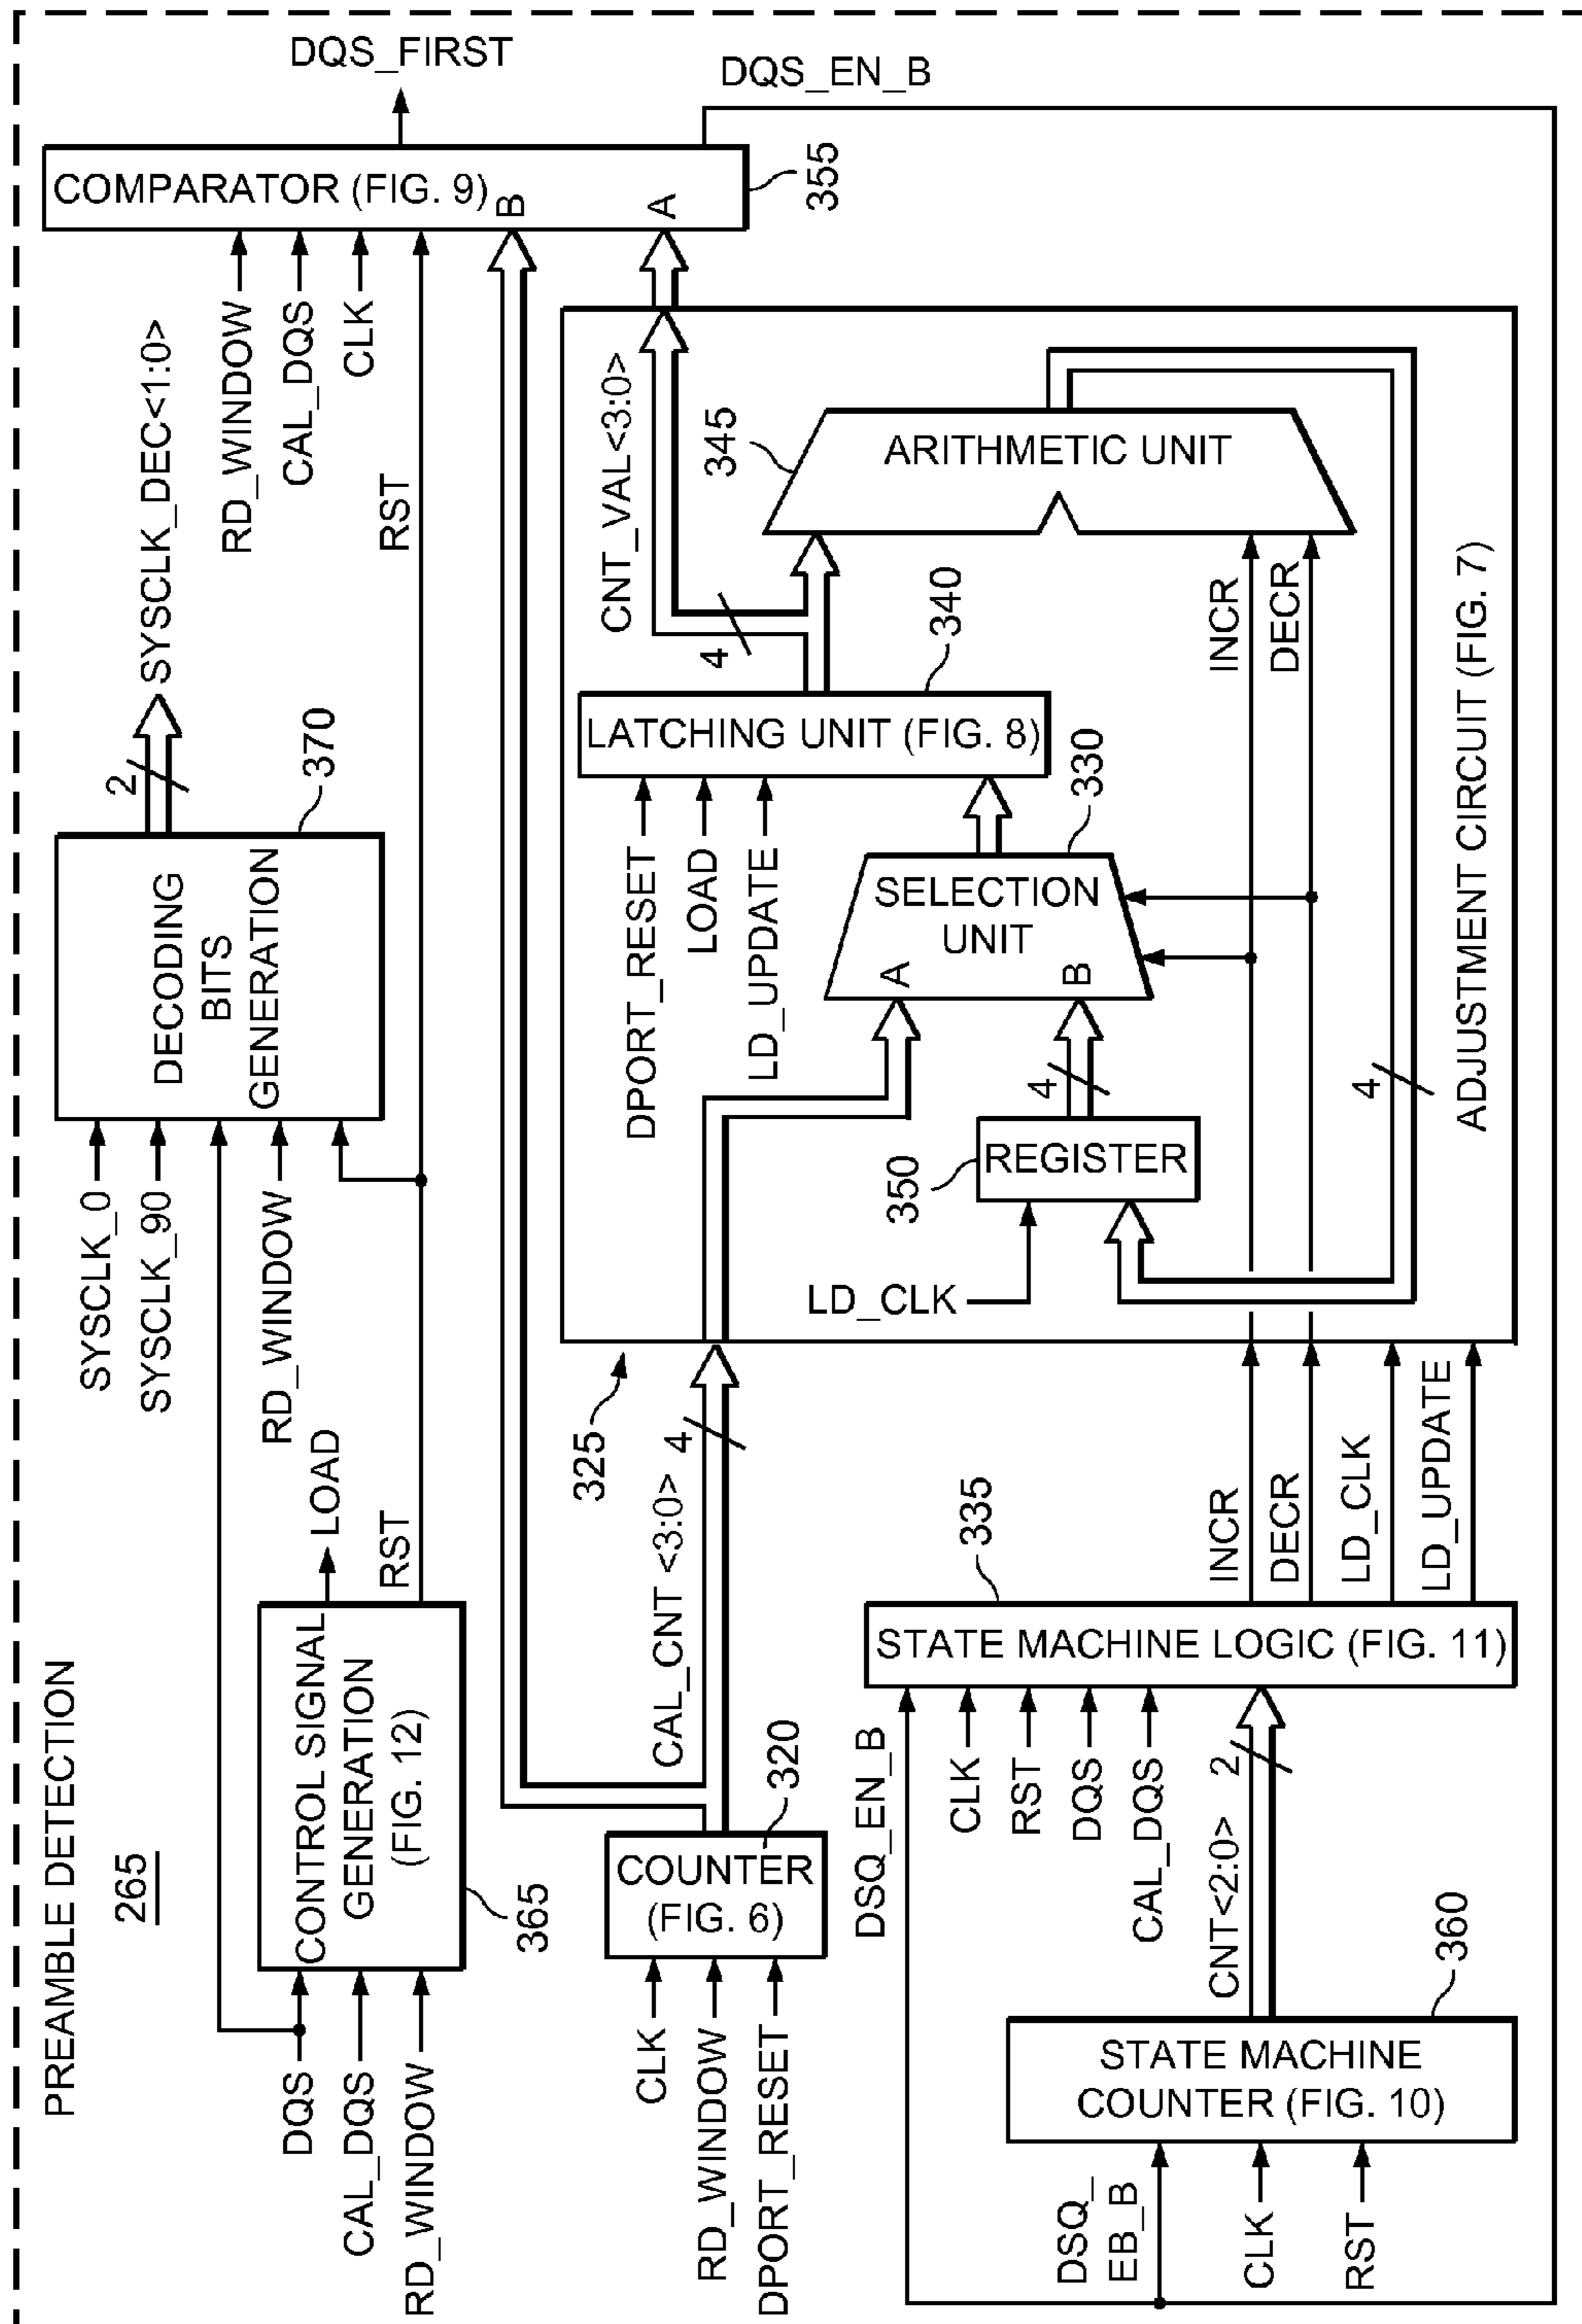 PREAMBLE DETECTION
265
DQS
CAL_DQS
RD_WINDOW
CONTROL SIGNAL
GENERATION
(FIG. 12)
365
LOAD
RST
SYSCLK_0
SYSCLK_90
RD_WINDOW
DECODING
BITS
GENERATION
370
2
SYSCLK_DEC<1:0>
RST
RD_WINDOW
CAL_DQS
CLK
COMPARATOR (FIG. 9)
B
A
355
DQS_FIRST
DQS_EN_B
CLK
RD_WINDOW
DPORT_RESET
COUNTER
(FIG. 6)
320
CAL_CNT <3:0>
4
325
DPORT_RESET
LOAD
LD_UPDATE
LATCHING UNIT (FIG. 8)
340
4
CNT_VAL<3:0>
345
ARITHMETIC UNIT
A
B
SELECTION
UNIT
330
LD_CLK
350
REGISTER
4
INCR
DECR
4
ADJUSTMENT CIRCUIT (FIG. 7)
DSQ_EN_B
CLK
RST
DQS
CAL_DQS
CNT<2:0>
2
STATE MACHINE LOGIC (FIG. 11)
335
INCR
DECR
LD_CLK
LD_UPDATE
DSQ_
EB_B
CLK
RST
STATE MACHINE
COUNTER (FIG. 10)
360